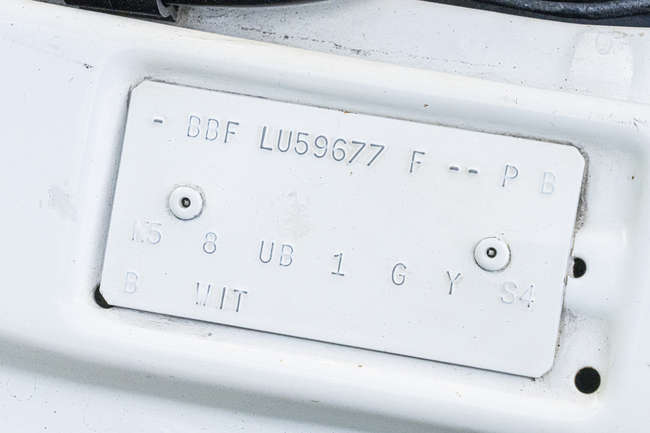 - BBF LU59677 F -- P B
K5 8 UB 1 G Y S4
B WIT